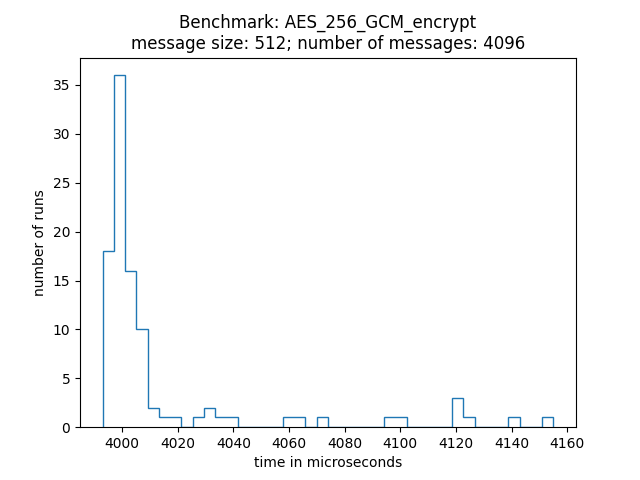 Benchmark: AES_256_GCM_encrypt
message size: 512; number of messages: 4096
number of runs
35
30
25
20
15
10
5
0
4000 4020 4040 4060 4080 4100 4120 4140 4160
time in microseconds